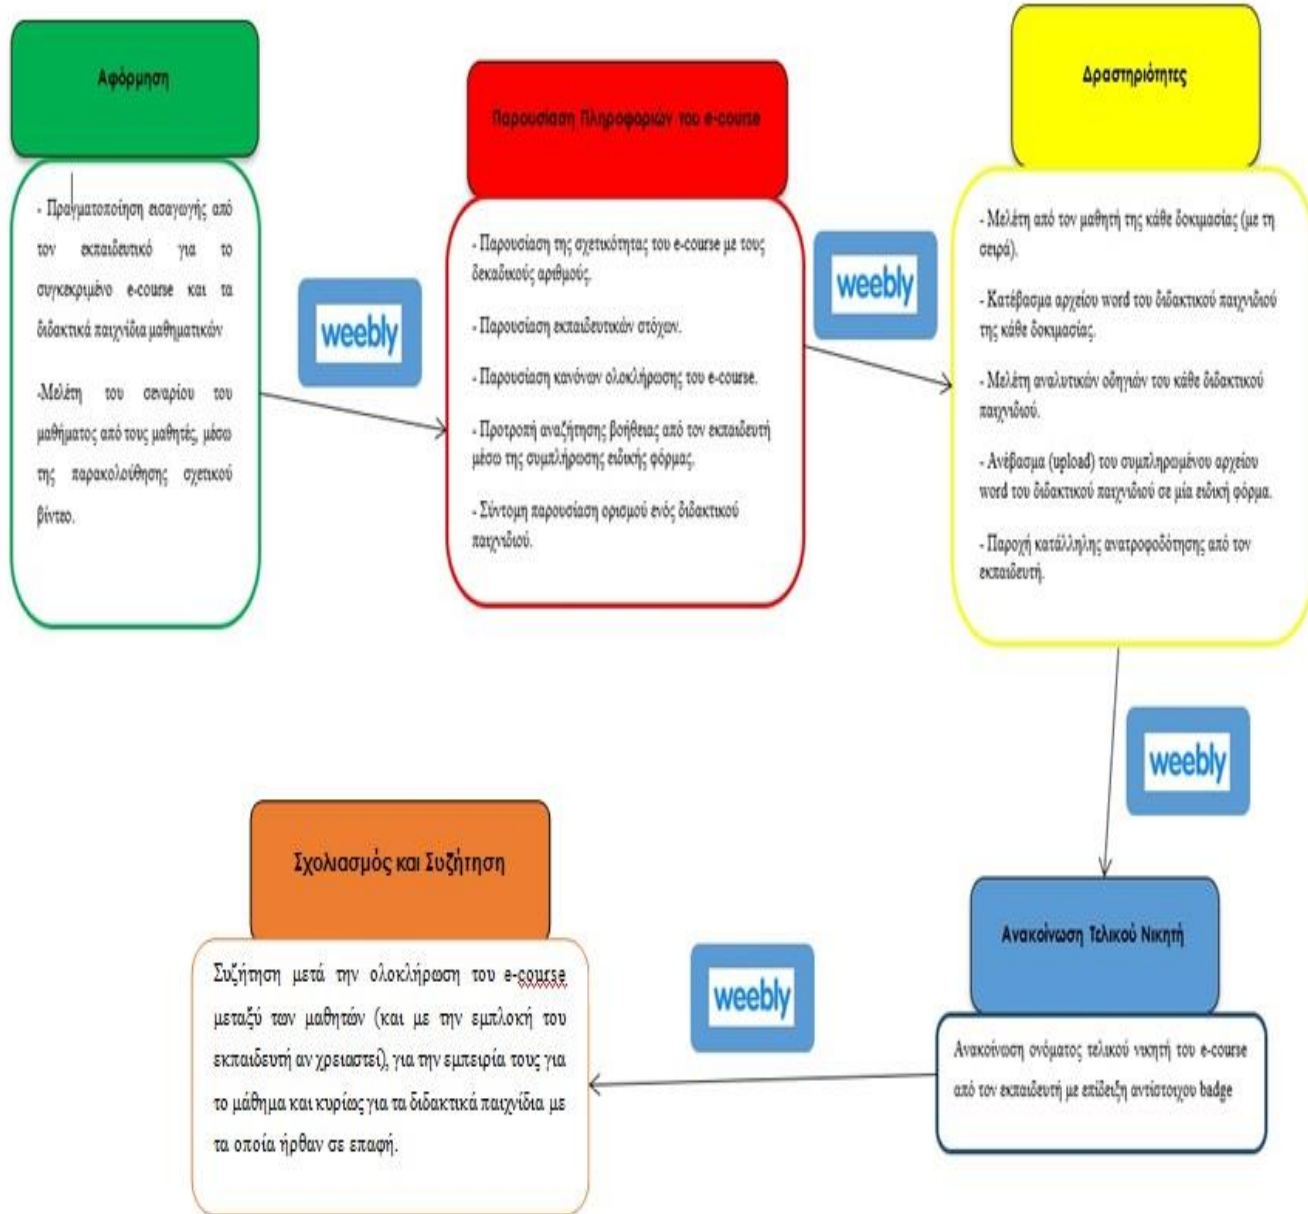 Αφόρμηση
- Πραγματοποίηση εισαγωγής από
τον εκπαιδευτικό για το
συγκεκριμένο e-course και τα
διδακτικά παιχνίδια μαθηματικών
-Μελέτη του σεναρίου του
μαθήματος από τους μαθητές, μέσω
της παρακολούθησης σχετικού
βίντεο.
weebly
Παρουσίαση Πληροφοριών του e-course
- Παρουσίαση της σχετικότητας του e-course με τους
δεκαδικούς αριθμούς.
- Παρουσίαση εκπαιδευτικών στόχων.
- Παρουσίαση κανόνων ολοκλήρωσης του e-course.
- Προτροπή αναζήτησης βοήθειας από τον εκπαιδευτή
μέσω της συμπλήρωσης ειδικής φόρμας.
- Σύντομη παρουσίαση ορισμού ενός διδακτικού
παιχνιδιού.
weebly
Δραστηριότητες
- Μελέτη από τον μαθητή της κάθε δοκιμασίας (με τη
σειρά).
- Κατέβασμα αρχείου word του διδακτικού παιχνιδιού
της κάθε δοκιμασίας.
- Μελέτη αναλυτικών οδηγιών του κάθε διδακτικού
παιχνιδιού.
- Ανέβασμα (upload) του συμπληρωμένου αρχείου
word του διδακτικού παιχνιδιού σε μία ειδική φόρμα.
- Παροχή κατάλληλης ανατροφοδότησης από τον
εκπαιδευτή.
weebly
Ανακοίνωση Τελικού Νικητή
Ανακοίνωση ονόματος τελικού νικητή του e-course
από τον εκπαιδευτή με επίδειξη αντίστοιχου badge
weebly
Σχολιασμός και Συζήτηση
Συζήτηση μετά την ολοκλήρωση του e-course
μεταξύ των μαθητών (και με την εμπλοκή του
εκπαιδευτή αν χρειαστεί), για την εμπειρία τους για
το μάθημα και κυρίως για τα διδακτικά παιχνίδια με
τα οποία ήρθαν σε επαφή.